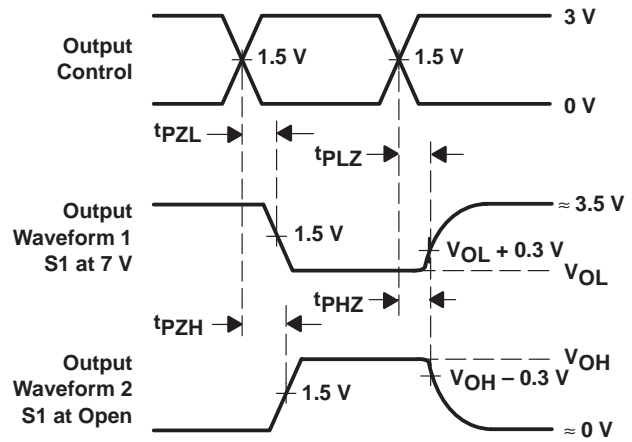 3 V
Output
Control
1.5 V
1.5 V
0 V
tPZL
tPLZ
Output
Waveform 1
S1 at 7 V
≈ 3.5 V
1.5 V
VOL + 0.3 V
VOL
tPZH
tPHZ
Output
Waveform 2
S1 at Open
1.5 V
VOH
VOH – 0.3 V
≈ 0 V